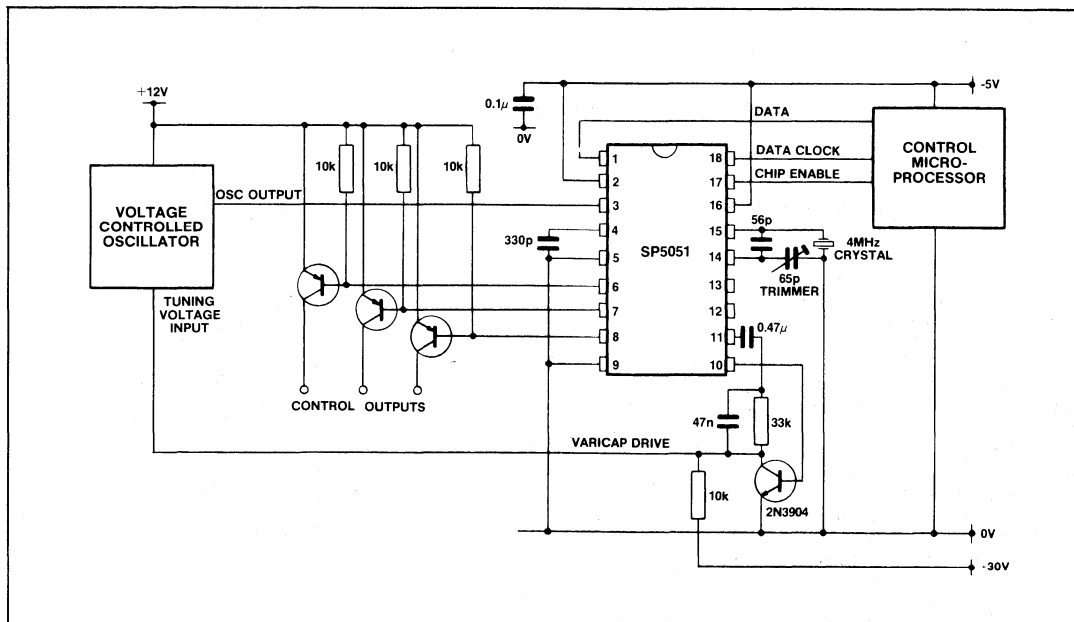 +12V
0.1μ
0V
-5V
DATA
DATA CLOCK
CHIP ENABLE
CONTROL
MICRO-
PROCESSOR
10k
10k
10k
OSC OUTPUT
VOLTAGE
CONTROLLED
OSCILLATOR
TUNING
VOLTAGE
INPUT
330p
SP5051
1
2
3
4
5
6
7
8
9
18
17
16
15
14
13
12
11
10
56p
4MHz
CRYSTAL
65p
TRIMMER
0.47μ
CONTROL OUTPUTS
47n
33k
VARICAP DRIVE
10k
2N3904
0V
-30V